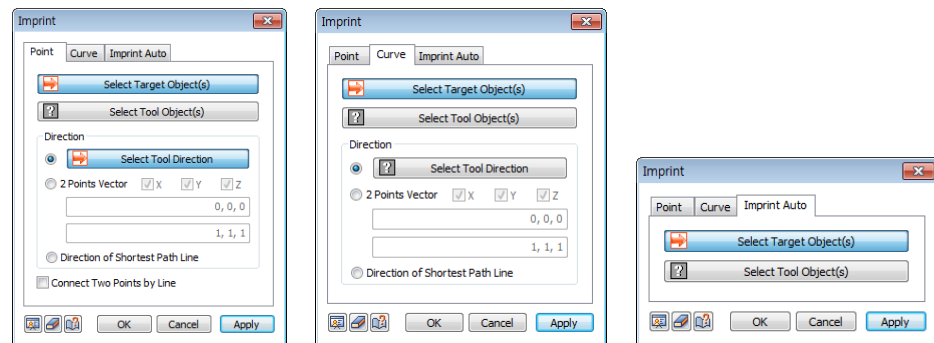 Imprint
Point Curve Imprint Auto
Select Target Object(s)
? Select Tool Object(s)
Direction
Select Tool Direction
2 Points Vector X Y Z
0, 0, 0
1, 1, 1
Direction of Shortest Path Line
Connect Two Points by Line
OK Cancel Apply
Imprint
Point Curve Imprint Auto
Select Target Object(s)
? Select Tool Object(s)
Direction
? Select Tool Direction
2 Points Vector X Y Z
0, 0, 0
1, 1, 1
Direction of Shortest Path Line
OK Cancel Apply
Imprint
Point Curve Imprint Auto
Select Target Object(s)
? Select Tool Object(s)
OK Cancel Apply